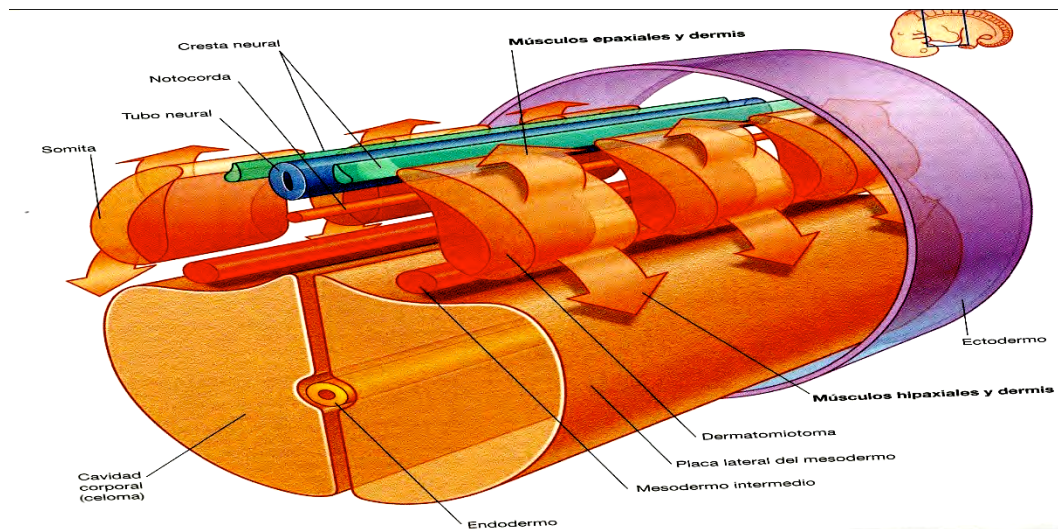 Cresta neural
Músculos epaxiales y dermis
Notocorda
Tubo neural
Somita
Ectodermo
Músculos hipaxiales y dermis
Dermatomiotoma
Placa lateral del mesodermo
Cavidad
corporal
(celoma)
Mesodermo intermedio
Endodermo